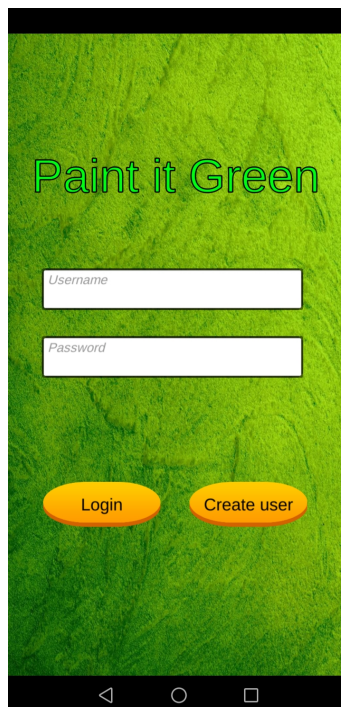 Paint it Green
Username
Password
Login
Create user